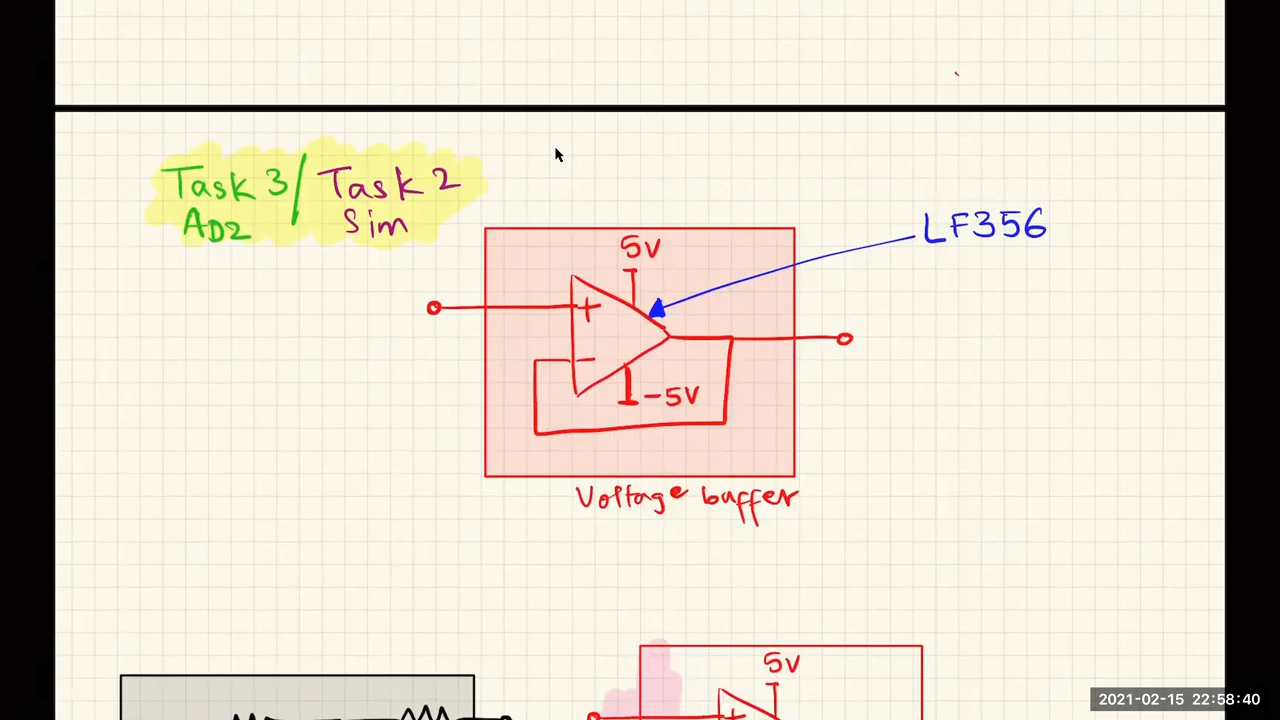 Task 3 / Task 2
AD2 Sim
LF356
5V
+
-
-5V
Voltage buffer
5V
+
2021-02-15 22:58:40